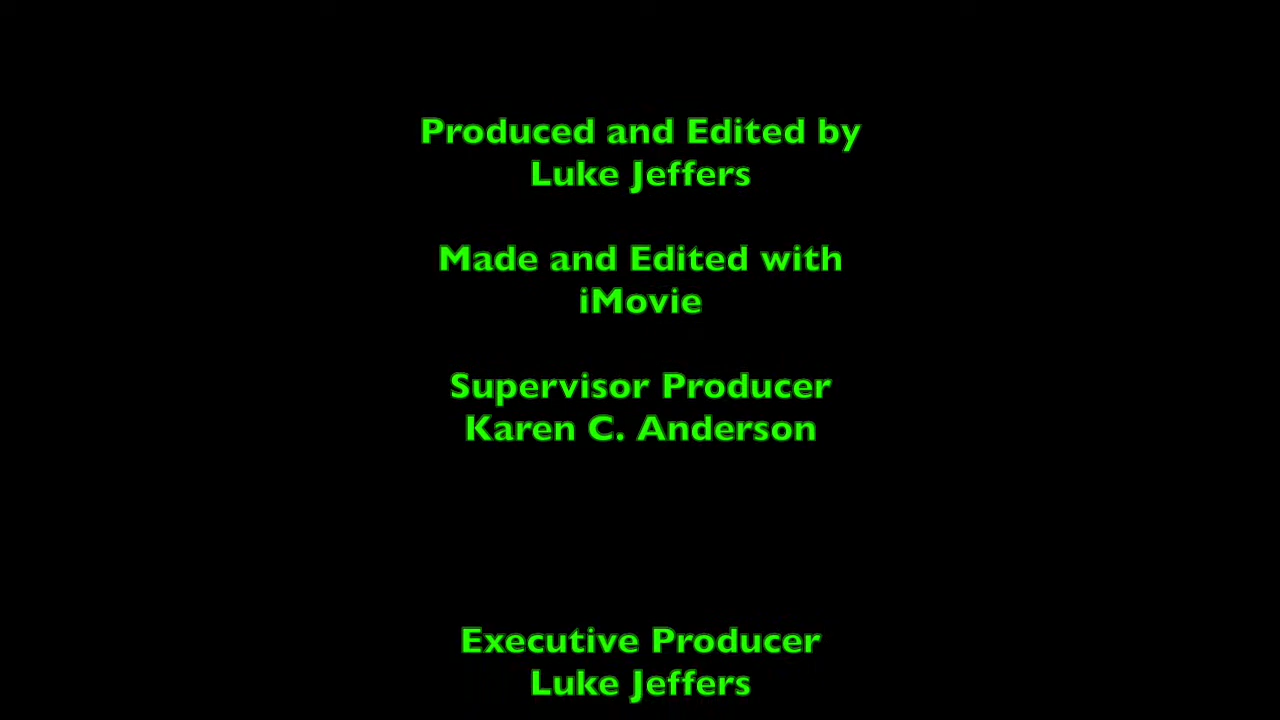 Produced and Edited by
Luke Jeffers
Made and Edited with
iMovie
Supervisor Producer
Karen C. Anderson
Executive Producer
Luke Jeffers